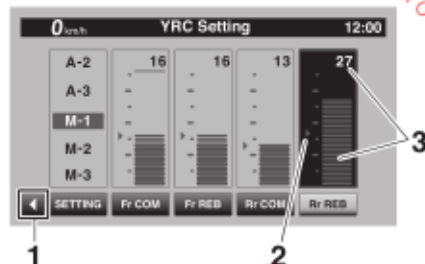 0 km/h YRC Setting 12:00
A-2 16 16 13 27
A-3
M-1
M-2
M-3
SETTING Fr COM Fr REB Rr COM Rr REB
1 2 3